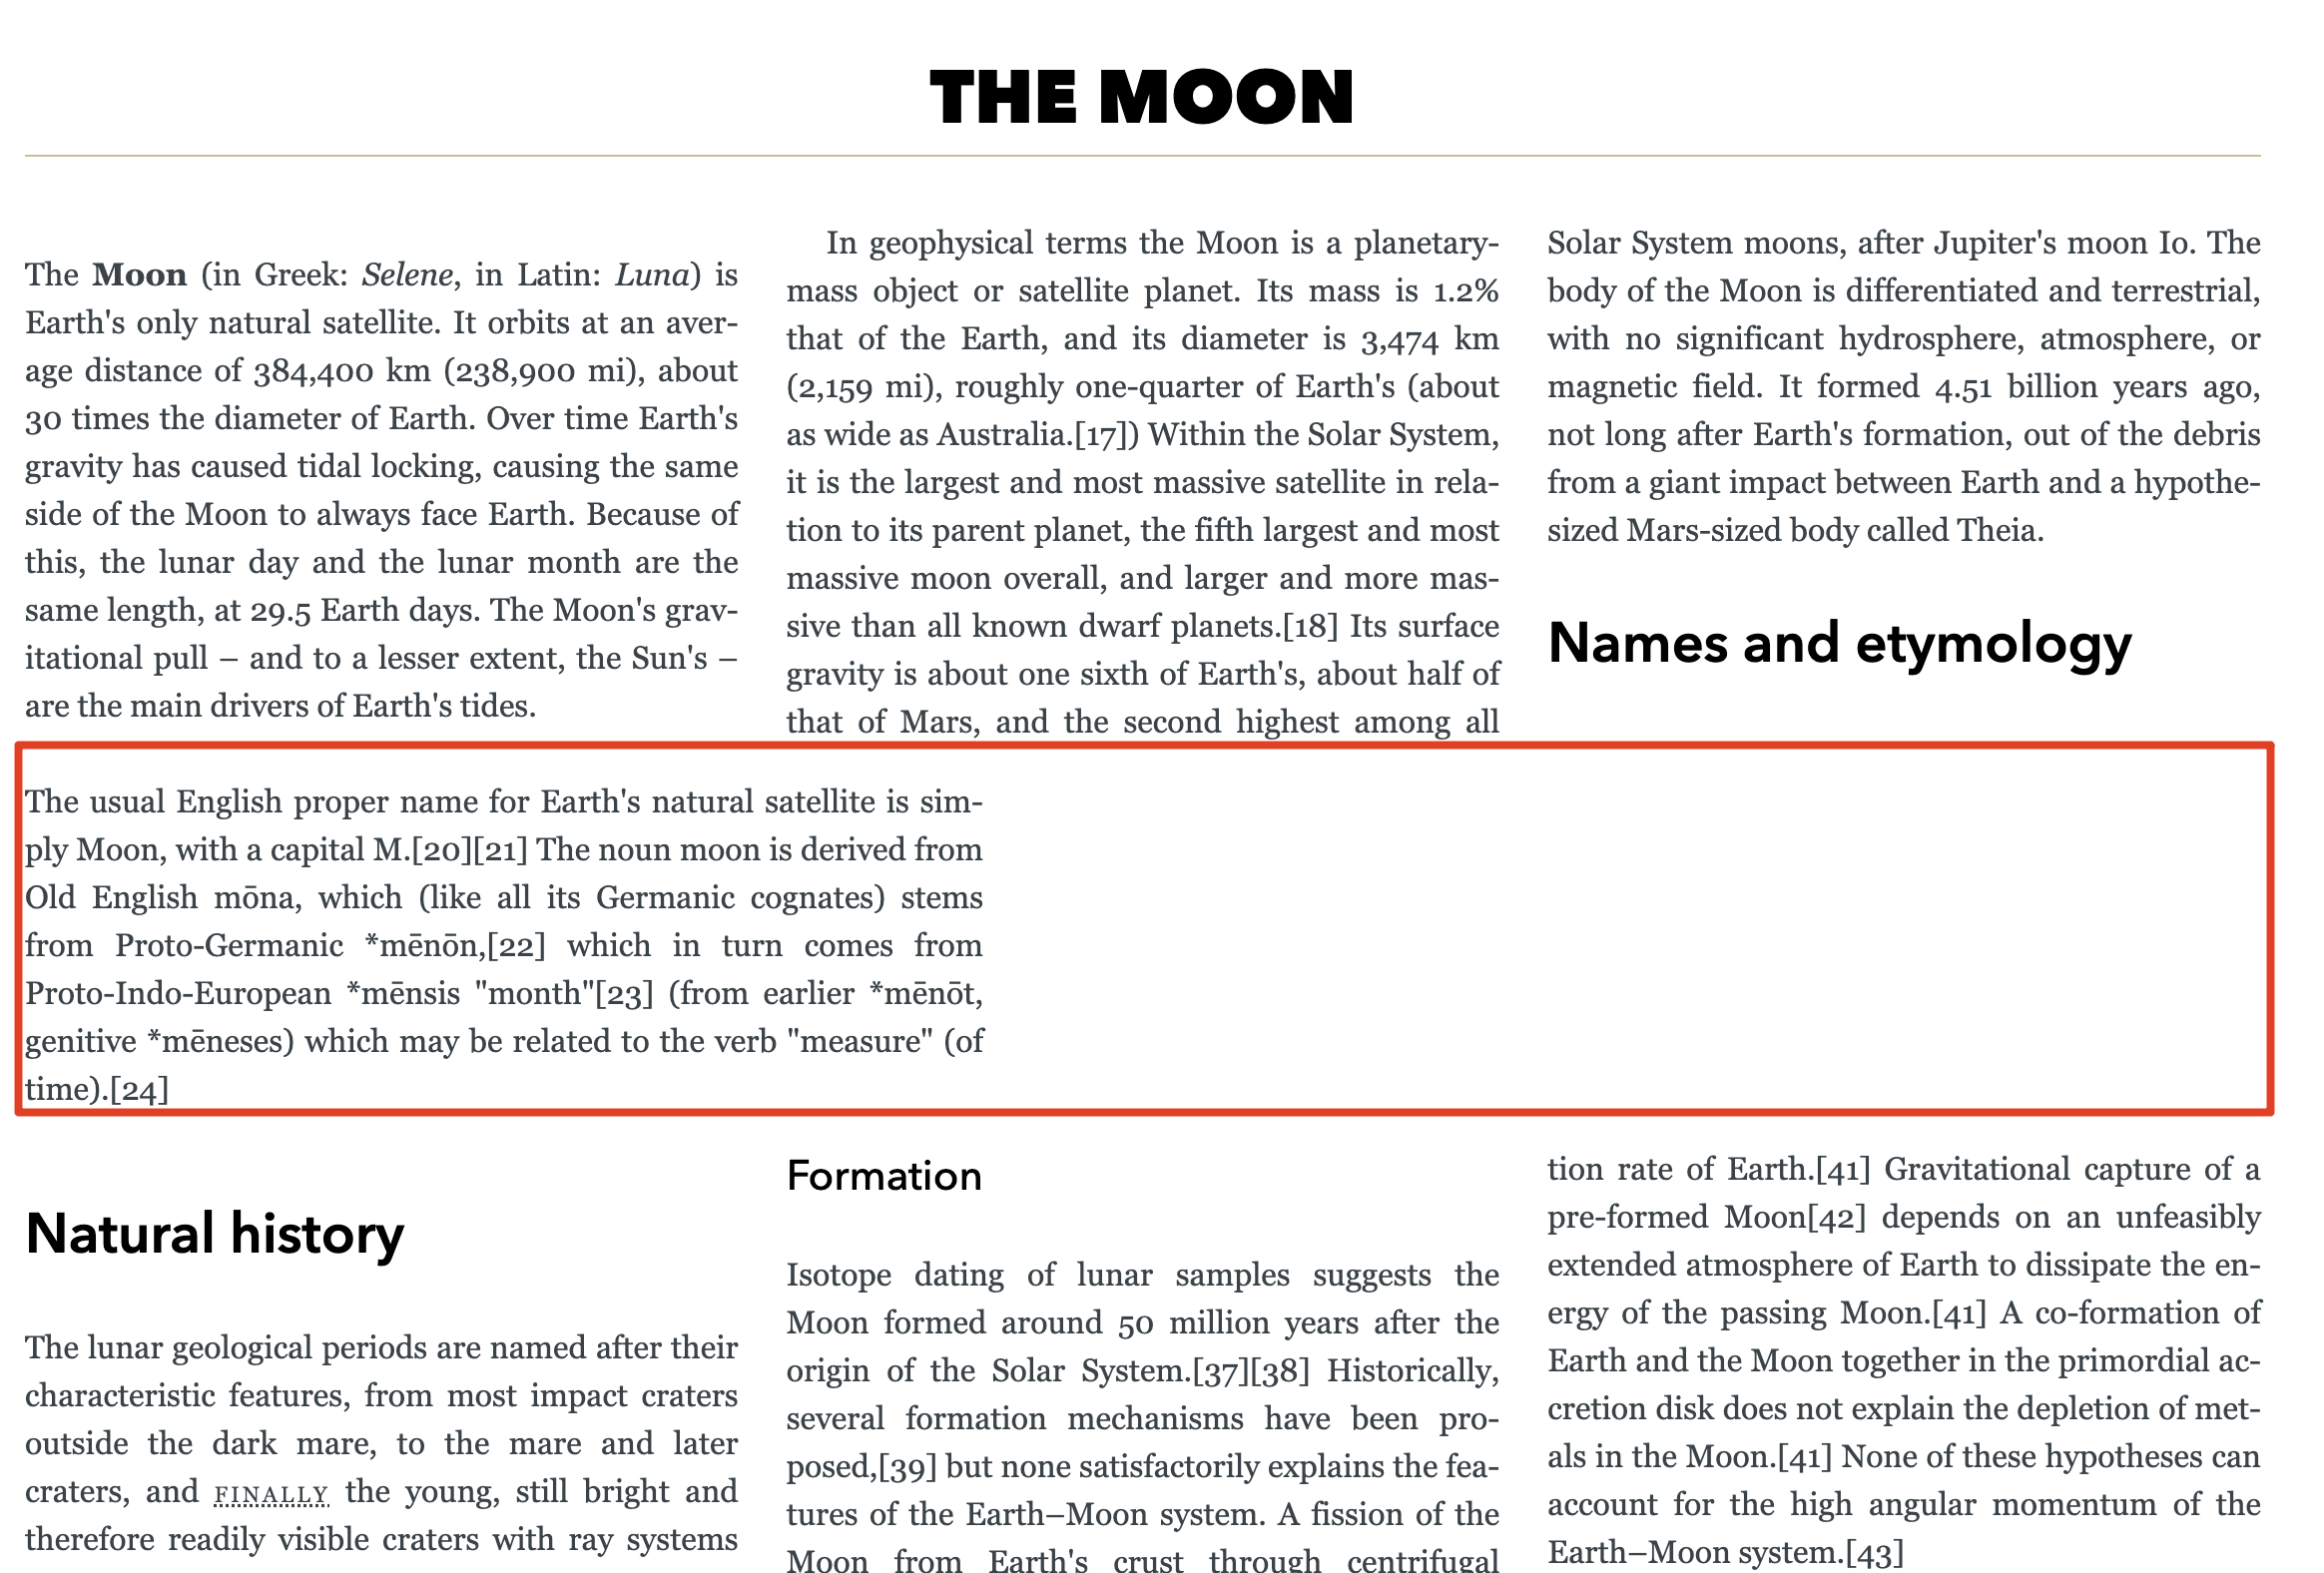 THE MOON
The Moon (in Greek: Selene, in Latin: Luna) is
Earth's only natural satellite. It orbits at an aver-
age distance of 384,400 km (238,900 mi), about
30 times the diameter of Earth. Over time Earth's
gravity has caused tidal locking, causing the same
side of the Moon to always face Earth. Because of
this, the lunar day and the lunar month are the
same length, at 29.5 Earth days. The Moon's grav-
itational pull – and to a lesser extent, the Sun's –
are the main drivers of Earth's tides.
In geophysical terms the Moon is a planetary-
mass object or satellite planet. Its mass is 1.2%
that of the Earth, and its diameter is 3,474 km
(2,159 mi), roughly one-quarter of Earth's (about
as wide as Australia.[17]) Within the Solar System,
it is the largest and most massive satellite in rela-
tion to its parent planet, the fifth largest and most
massive moon overall, and larger and more mas-
sive than all known dwarf planets.[18] Its surface
gravity is about one sixth of Earth's, about half of
that of Mars, and the second highest among all
Solar System moons, after Jupiter's moon Io. The
body of the Moon is differentiated and terrestrial,
with no significant hydrosphere, atmosphere, or
magnetic field. It formed 4.51 billion years ago,
not long after Earth's formation, out of the debris
from a giant impact between Earth and a hypothe-
sized Mars-sized body called Theia.
Names and etymology
The usual English proper name for Earth's natural satellite is sim-
ply Moon, with a capital M.[20][21] The noun moon is derived from
Old English mōna, which (like all its Germanic cognates) stems
from Proto-Germanic *mēnōn,[22] which in turn comes from
Proto-Indo-European *mēnsis "month"[23] (from earlier *mēnōt,
genitive *mēneses) which may be related to the verb "measure" (of
time).[24]
Natural history
The lunar geological periods are named after their
characteristic features, from most impact craters
outside the dark mare, to the mare and later
craters, and FINALLY the young, still bright and
therefore readily visible craters with ray systems
Formation
Isotope dating of lunar samples suggests the
Moon formed around 50 million years after the
origin of the Solar System.[37][38] Historically,
several formation mechanisms have been pro-
posed,[39] but none satisfactorily explains the fea-
tures of the Earth–Moon system. A fission of the
Moon from Earth's crust through centrifugal
tion rate of Earth.[41] Gravitational capture of a
pre-formed Moon[42] depends on an unfeasibly
extended atmosphere of Earth to dissipate the en-
ergy of the passing Moon.[41] A co-formation of
Earth and the Moon together in the primordial ac-
cretion disk does not explain the depletion of met-
als in the Moon.[41] None of these hypotheses can
account for the high angular momentum of the
Earth–Moon system.[43]